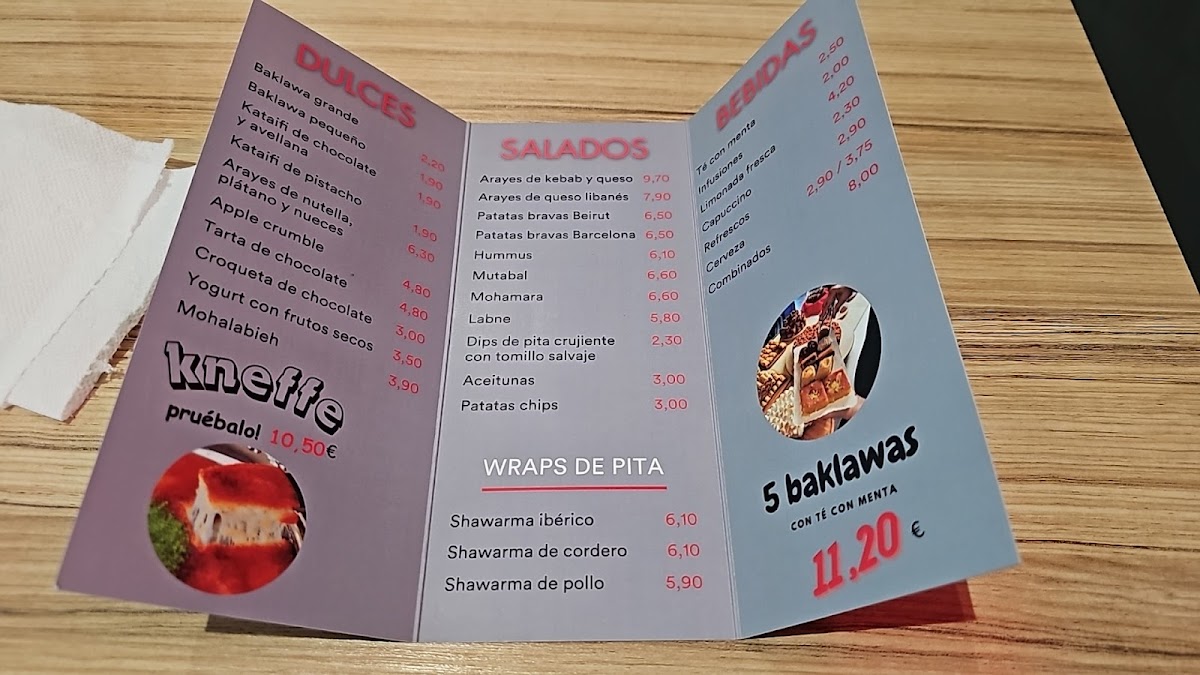 DULCES
Baklawa grande 2,20
Baklawa pequeño 1,90
Kataifi de chocolate
y avellana 1,90
Kataifi de pistacho 1,90
Arayes de nutella,
plátano y nueces 6,30
Apple crumble 4,80
Tarta de chocolate 4,80
Croqueta de chocolate 3,00
Yogurt con frutos secos 3,50
Mohalabieh 3,90
kneffe
pruébalo! 10,50€
SALADOS
Arayes de kebab y queso 9,70
Arayes de queso libanés 7,90
Patatas bravas Beirut 6,50
Patatas bravas Barcelona 6,50
Hummus 6,10
Mutabal 6,60
Mohamara 6,60
Labne 5,80
Dips de pita crujiente 2,30
con tomillo salvaje
Aceitunas 3,00
Patatas chips 3,00
WRAPS DE PITA
Shawarma ibérico 6,10
Shawarma de cordero 6,10
Shawarma de pollo 5,90
BEBIDAS
Té con menta 2,50
Infusiones 2,00
Limonada fresca 4,20
Capuccino 2,30
Refrescos 2,90
Cerveza 2,90 / 3,75
Combinados 8,00
5 baklawas
CON TÉ CON MENTA
11,20 €